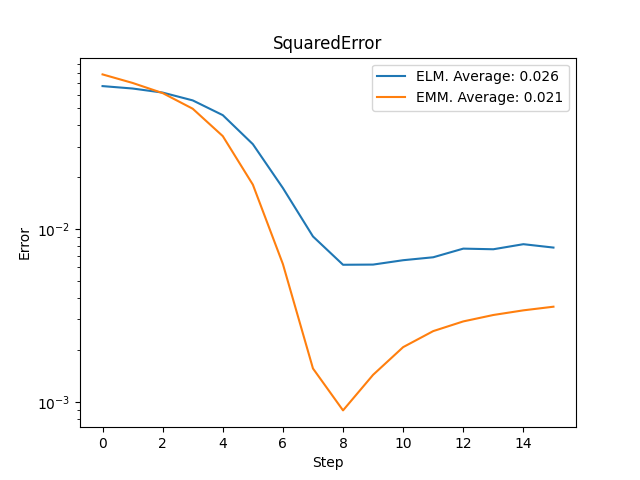 SquaredError
ELM. Average: 0.026
EMM. Average: 0.021
Error
10⁻²
10⁻³
0 2 4 6 8 10 12 14
Step